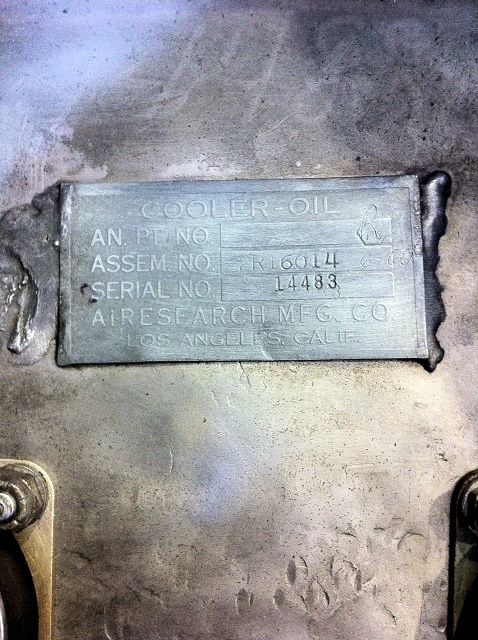 COOLER-OIL
AN. PT. NO.
ASSEM. NO. R16014
SERIAL NO. 14483
AIRESEARCH MFG. CO
LOS ANGELES, CALIF.